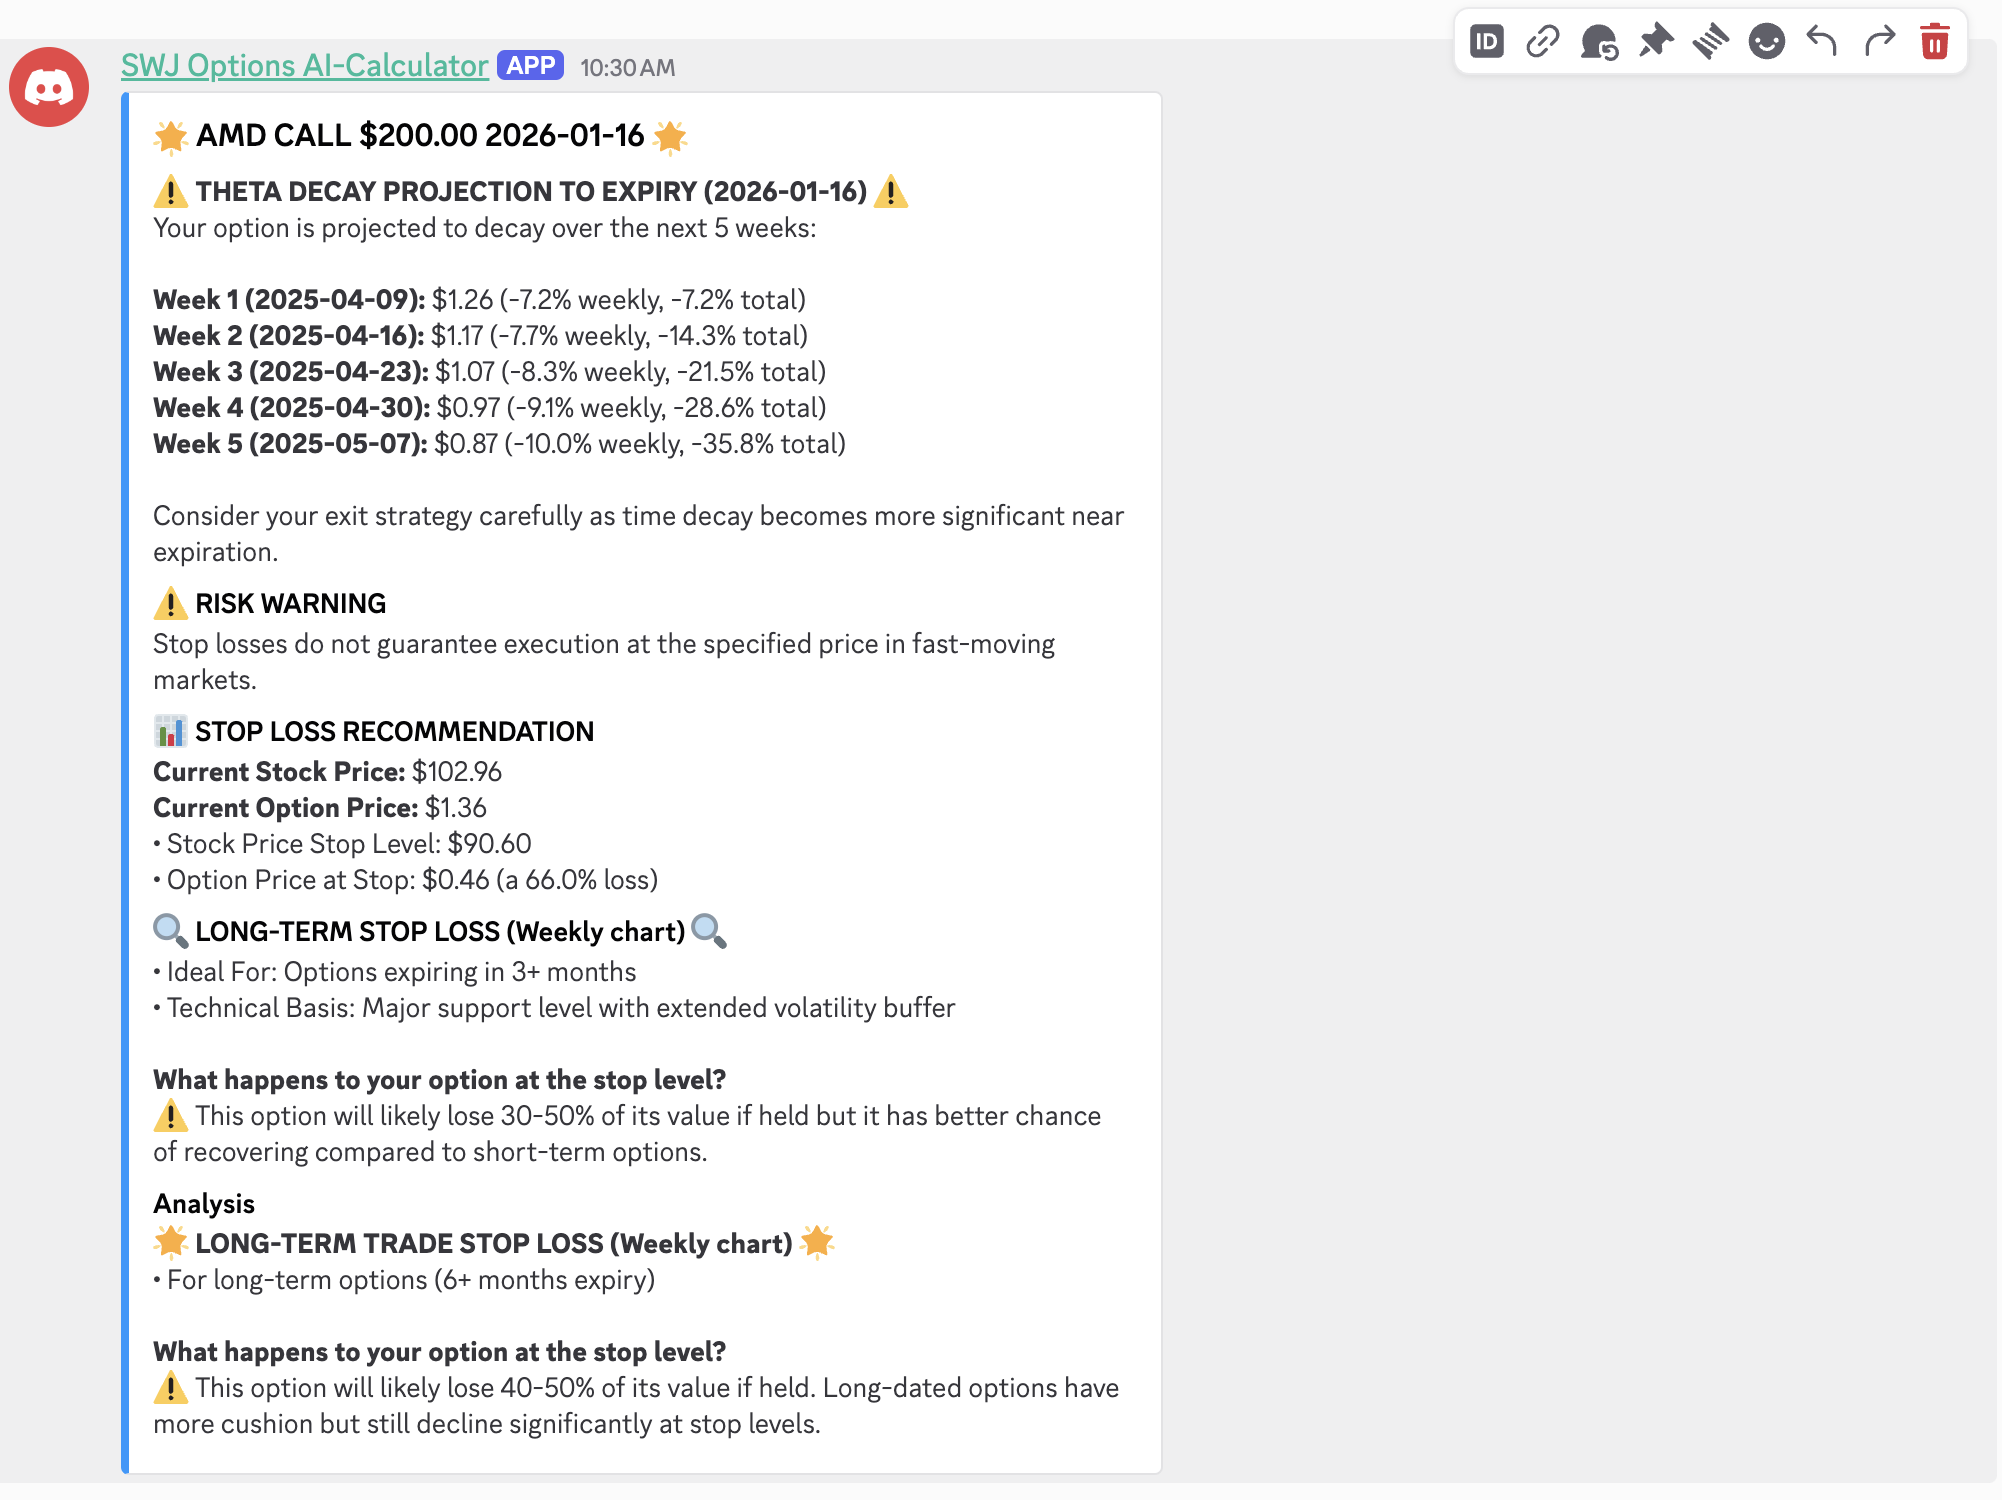 SWJ Options AI-Calculator APP 10:30 AM
ID
AMD CALL $200.00 2026-01-16
THETA DECAY PROJECTION TO EXPIRY (2026-01-16)
Your option is projected to decay over the next 5 weeks:
Week 1 (2025-04-09): $1.26 (-7.2% weekly, -7.2% total)
Week 2 (2025-04-16): $1.17 (-7.7% weekly, -14.3% total)
Week 3 (2025-04-23): $1.07 (-8.3% weekly, -21.5% total)
Week 4 (2025-04-30): $0.97 (-9.1% weekly, -28.6% total)
Week 5 (2025-05-07): $0.87 (-10.0% weekly, -35.8% total)
Consider your exit strategy carefully as time decay becomes more significant near
expiration.
RISK WARNING
Stop losses do not guarantee execution at the specified price in fast-moving
markets.
STOP LOSS RECOMMENDATION
Current Stock Price: $102.96
Current Option Price: $1.36
• Stock Price Stop Level: $90.60
• Option Price at Stop: $0.46 (a 66.0% loss)
LONG-TERM STOP LOSS (Weekly chart)
• Ideal For: Options expiring in 3+ months
• Technical Basis: Major support level with extended volatility buffer
What happens to your option at the stop level?
This option will likely lose 30-50% of its value if held but it has better chance
of recovering compared to short-term options.
Analysis
LONG-TERM TRADE STOP LOSS (Weekly chart)
• For long-term options (6+ months expiry)
What happens to your option at the stop level?
This option will likely lose 40-50% of its value if held. Long-dated options have
more cushion but still decline significantly at stop levels.